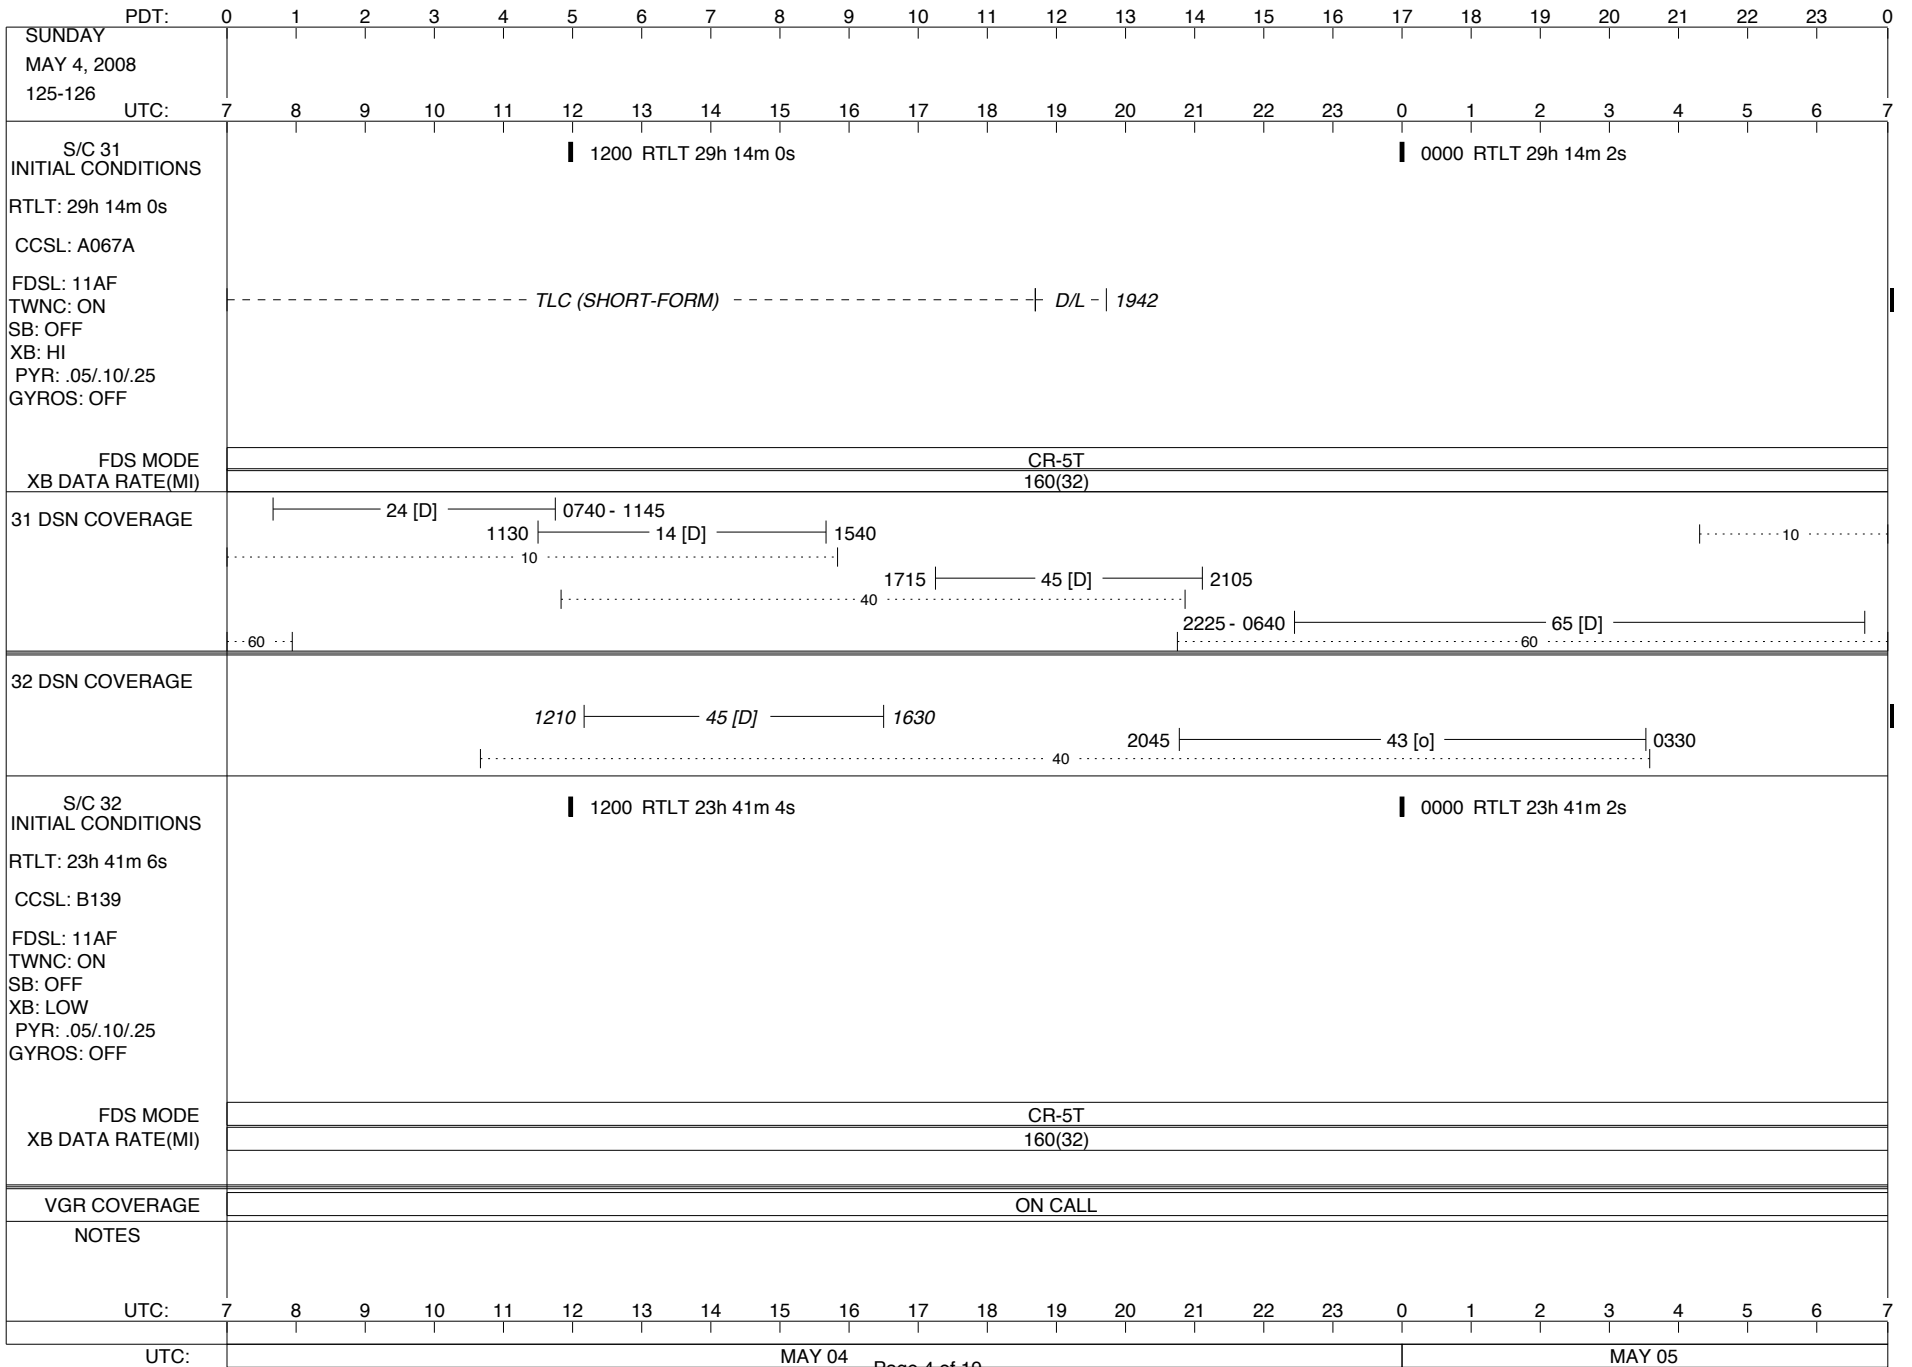 PDT: 0 1 2 3 4 5 6 7 8 9 10 11 12 13 14 15 16 17 18 19 20 21 22 23 0
SUNDAY
MAY 4, 2008
125-126
UTC: 7 8 9 10 11 12 13 14 15 16 17 18 19 20 21 22 23 0 1 2 3 4 5 6 7
S/C 31
INITIAL CONDITIONS
1200 RTLT 29h 14m 0s
0000 RTLT 29h 14m 2s
RTLT: 29h 14m 0s
CCSL: A067A
FDSL: 11AF
TWNC: ON
TLC (SHORT-FORM) D/L 1942
SB: OFF
XB: HI
PYR: .05/.10/.25
GYROS: OFF
FDS MODE CR-5T
XB DATA RATE(MI) 160(32)
31 DSN COVERAGE
24 [D] 0740 - 1145
1130 14 [D] 1540
10
10
1715 45 [D] 2105
40
2225 - 0640 65 [D]
60
60
32 DSN COVERAGE
1210 45 [D] 1630
2045 43 [o] 0330
40
S/C 32
INITIAL CONDITIONS
1200 RTLT 23h 41m 4s
0000 RTLT 23h 41m 2s
RTLT: 23h 41m 6s
CCSL: B139
FDSL: 11AF
TWNC: ON
SB: OFF
XB: LOW
PYR: .05/.10/.25
GYROS: OFF
FDS MODE CR-5T
XB DATA RATE(MI) 160(32)
VGR COVERAGE ON CALL
NOTES
UTC: 7 8 9 10 11 12 13 14 15 16 17 18 19 20 21 22 23 0 1 2 3 4 5 6 7
UTC: MAY 04 MAY 05
Page 4 of 10